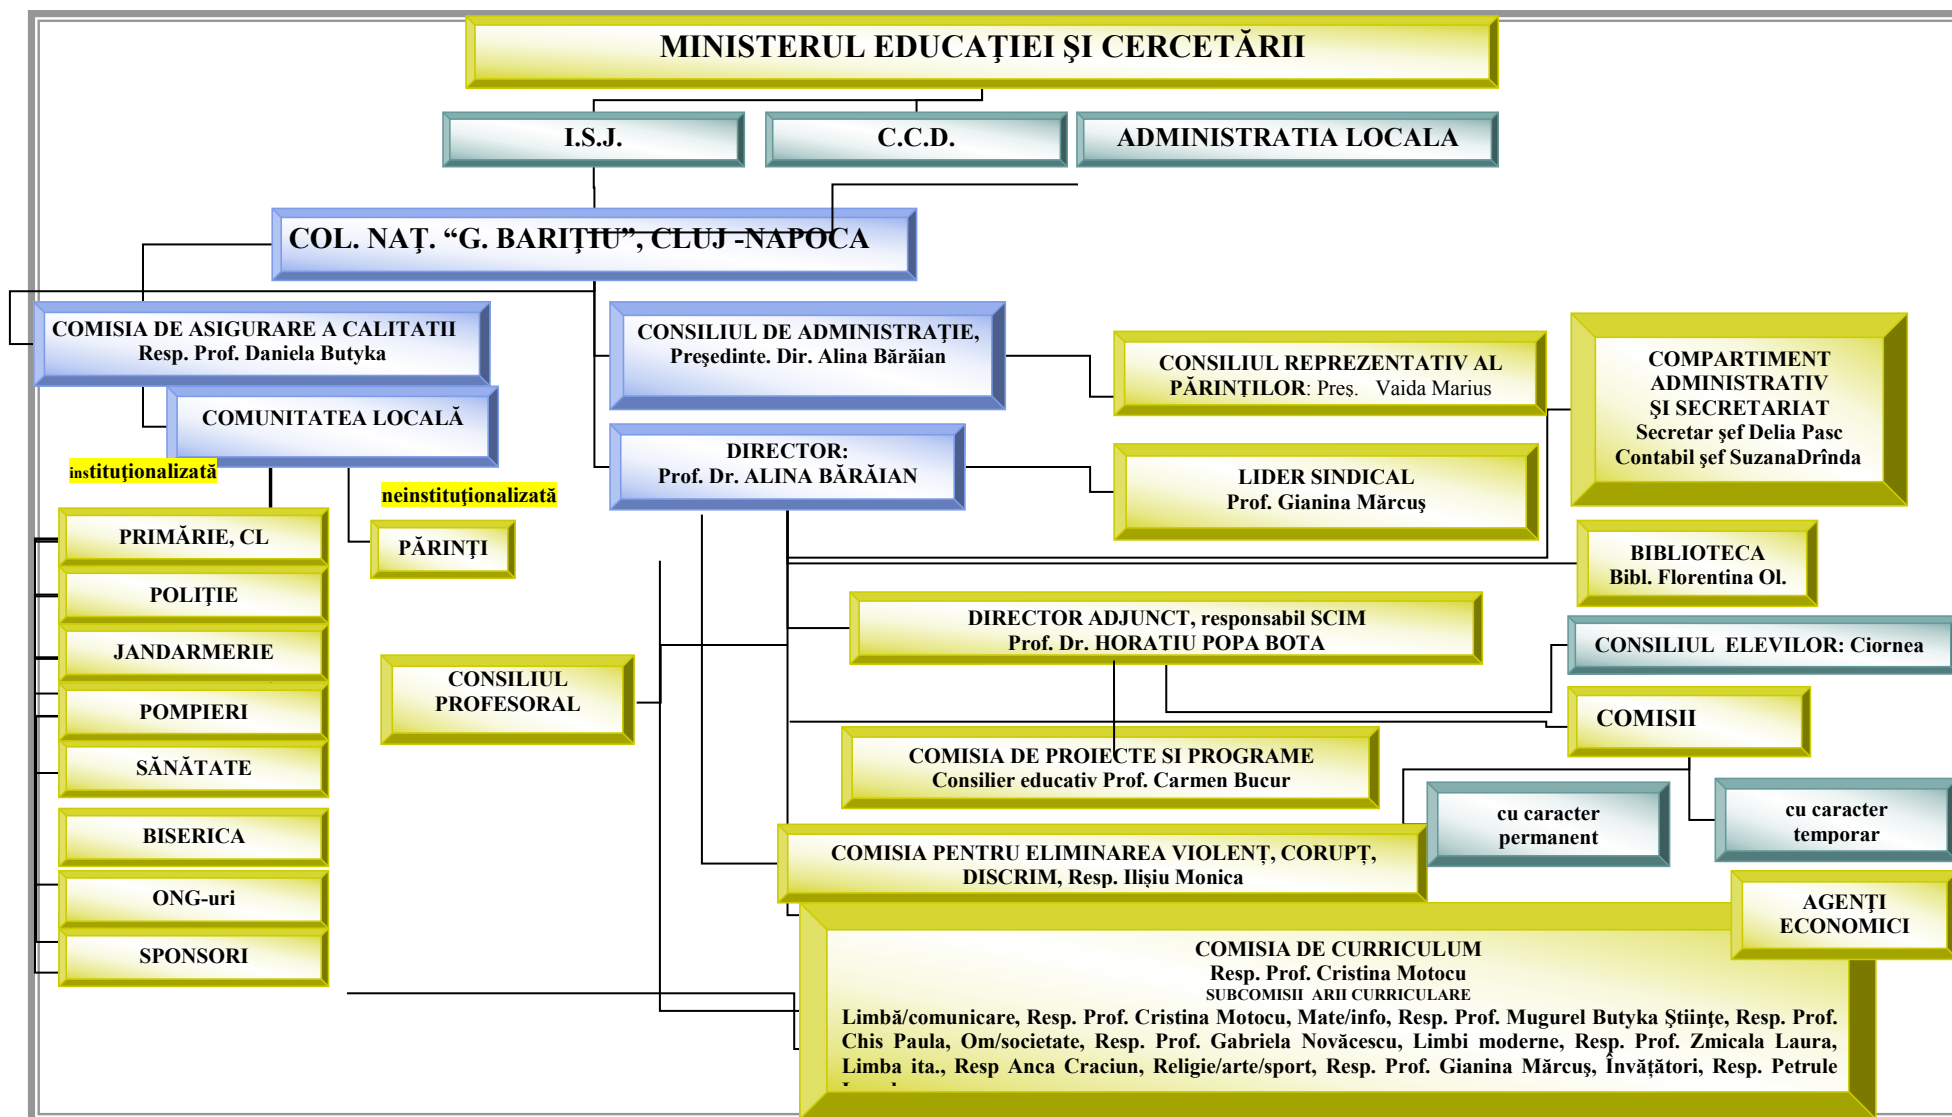 MINISTERUL EDUCAŢIEI ŞI CERCETĂRII
I.S.J.
C.C.D.
ADMINISTRATIA LOCALA
COL. NAŢ. “G. BARIŢIU”, CLUJ -NAPOCA
COMISIA DE ASIGURARE A CALITATII
Resp. Prof. Daniela Butyka
CONSILIUL DE ADMINISTRAŢIE,
Preşedinte. Dir. Alina Bărăian
CONSILIUL REPREZENTATIV AL
PĂRINŢILOR: Preş. Vaida Marius
COMPARTIMENT
ADMINISTRATIV
ŞI SECRETARIAT
Secretar şef Delia Pasc
Contabil şef SuzanaDrînda
COMUNITATEA LOCALĂ
DIRECTOR:
Prof. Dr. ALINA BĂRĂIAN
LIDER SINDICAL
Prof. Gianina Mărcuş
instituţionalizată
neinstituţionalizată
PRIMĂRIE, CL
PĂRINŢI
POLIŢIE
JANDARMERIE
POMPIERI
SĂNĂTATE
BISERICA
ONG-uri
SPONSORI
BIBLIOTECA
Bibl. Florentina Ol.
DIRECTOR ADJUNCT, responsabil SCIM
Prof. Dr. HORAŢIU POPA BOTA
CONSILIUL ELEVILOR: Ciornea
CONSILIUL
PROFESORAL
COMISII
COMISIA DE PROIECTE SI PROGRAME
Consilier educativ Prof. Carmen Bucur
cu caracter
permanent
cu caracter
temporar
COMISIA PENTRU ELIMINAREA VIOLENȚ, CORUPȚ,
DISCRIM, Resp. Ilişiu Monica
AGENŢI
ECONOMICI
COMISIA DE CURRICULUM
Resp. Prof. Cristina Motocu
SUBCOMISII ARII CURRICULARE
Limbă/comunicare, Resp. Prof. Cristina Motocu, Mate/info, Resp. Prof. Mugurel Butyka Ştiinţe, Resp. Prof.
Chis Paula, Om/societate, Resp. Prof. Gabriela Novăcescu, Limbi moderne, Resp. Prof. Zmicala Laura,
Limba ita., Resp Anca Craciun, Religie/arte/sport, Resp. Prof. Gianina Mărcuş, Învățători, Resp. Petrule